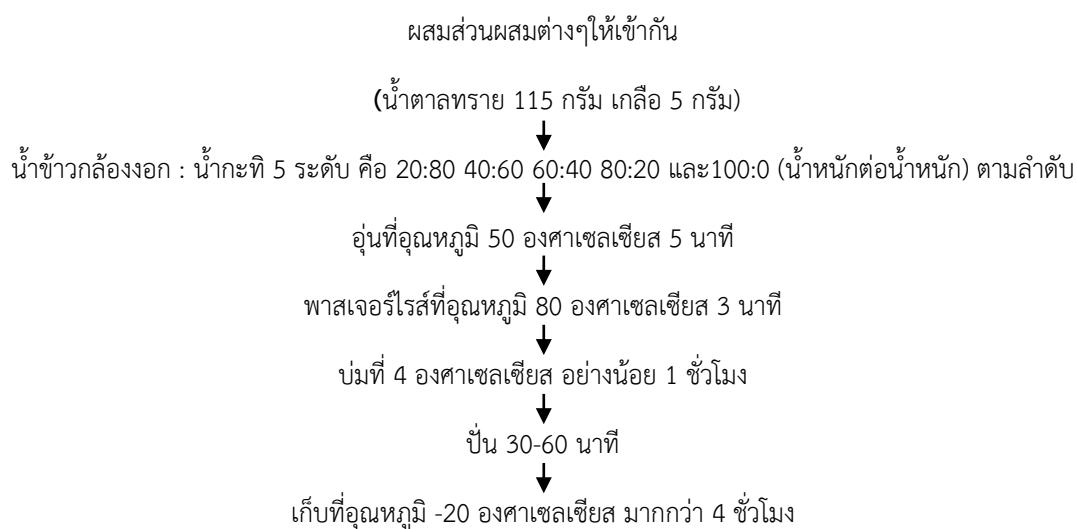 ผสมส่วนผสมต่างๆให้เข้ากัน
(น้ำตาลทราย 115 กรัม เกลือ 5 กรัม)
น้ำข้าวกล้องงอก : น้ำกะทิ 5 ระดับ คือ 20:80 40:60 60:40 80:20 และ100:0 (น้ำหนักต่อน้ำหนัก) ตามลำดับ
อุ่นที่อุณหภูมิ 50 องศาเซลเซียส 5 นาที
พาสเจอร์ไรส์ที่อุณหภูมิ 80 องศาเซลเซียส 3 นาที
บ่มที่ 4 องศาเซลเซียส อย่างน้อย 1 ชั่วโมง
ปั่น 30-60 นาที
เก็บที่อุณหภูมิ -20 องศาเซลเซียส มากกว่า 4 ชั่วโมง